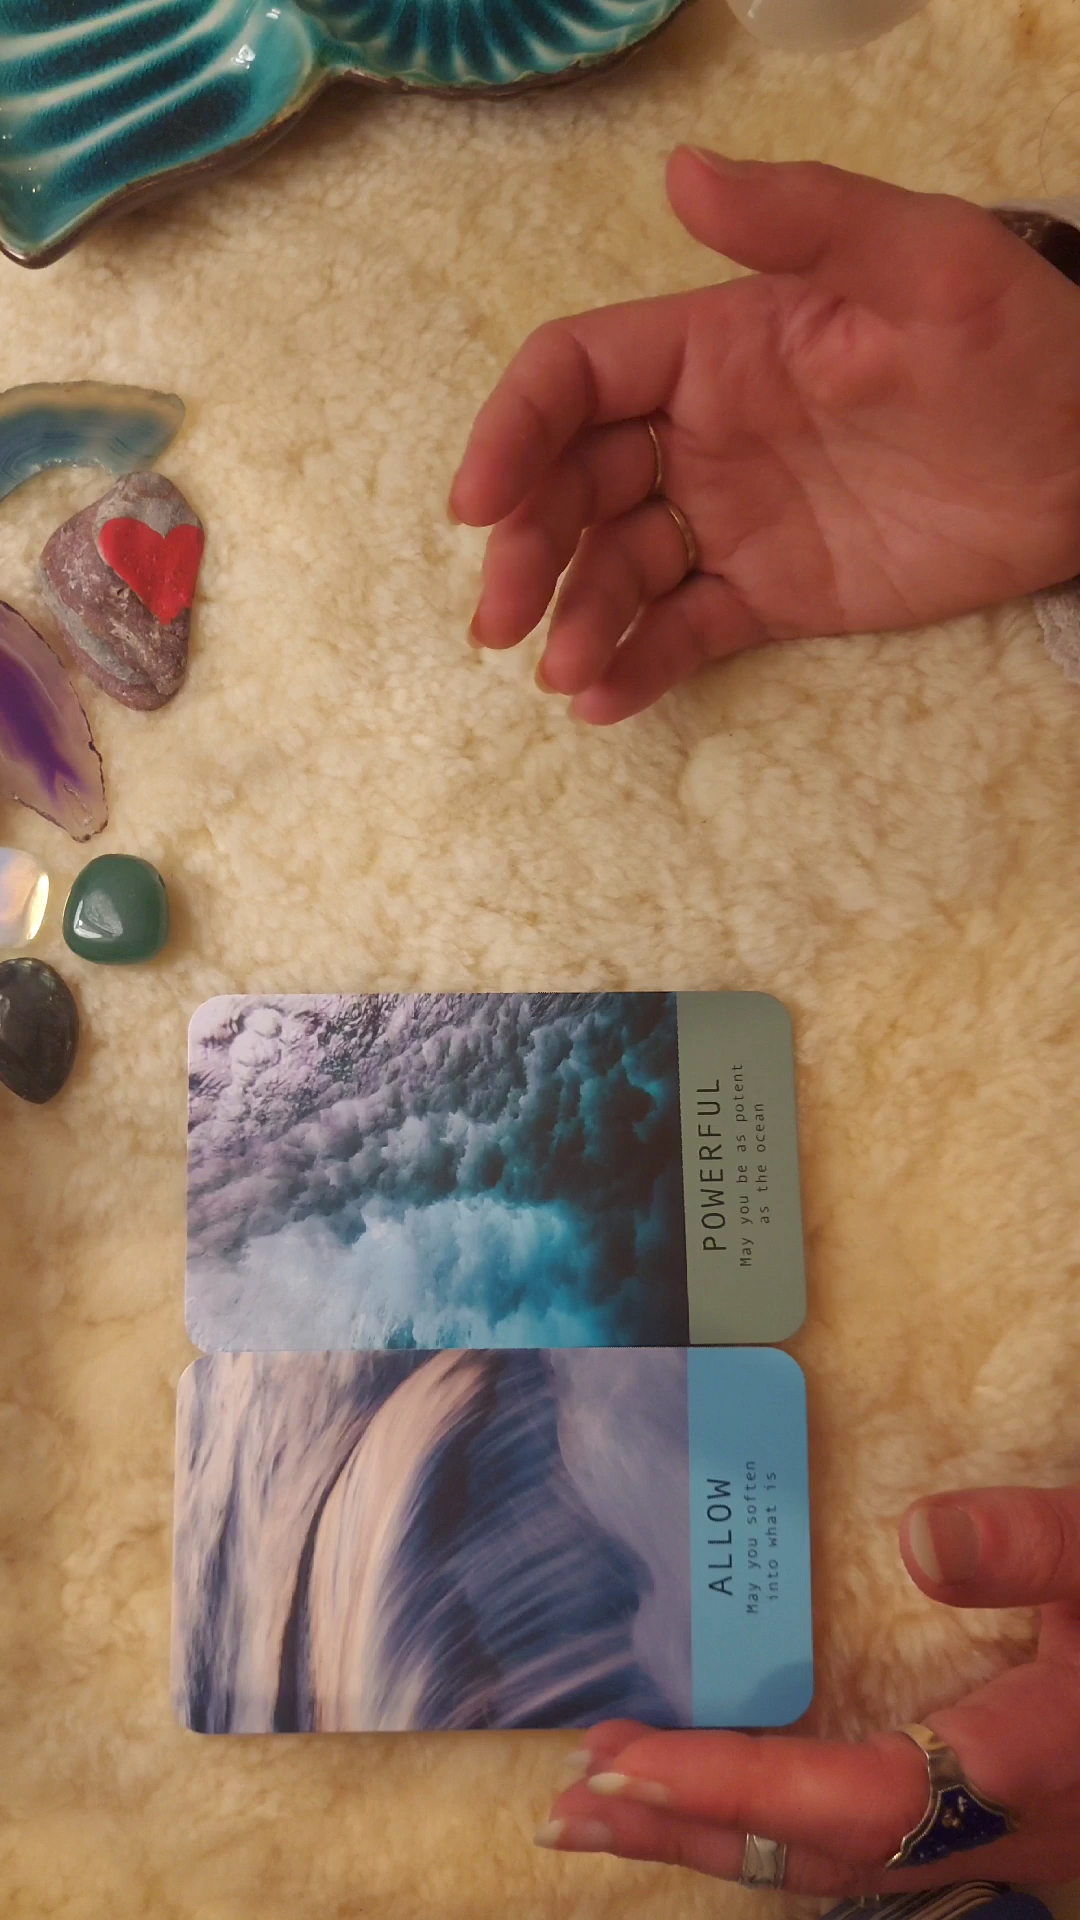 ALLOW
May you soften
into what is
POWERFUL
May you be as potent
as the ocean